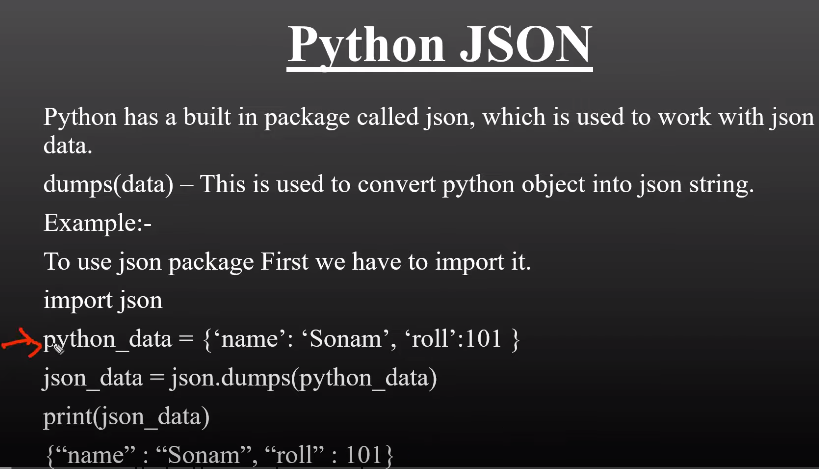 Python JSON
Python has a built in package called json, which is used to work with json
data.
dumps(data) – This is used to convert python object into json string.
Example:-
To use json package First we have to import it.
import json
python_data = {‘name’: ‘Sonam’, ‘roll’:101 }
json_data = json.dumps(python_data)
print(json_data)
{“name” : “Sonam”, “roll” : 101}